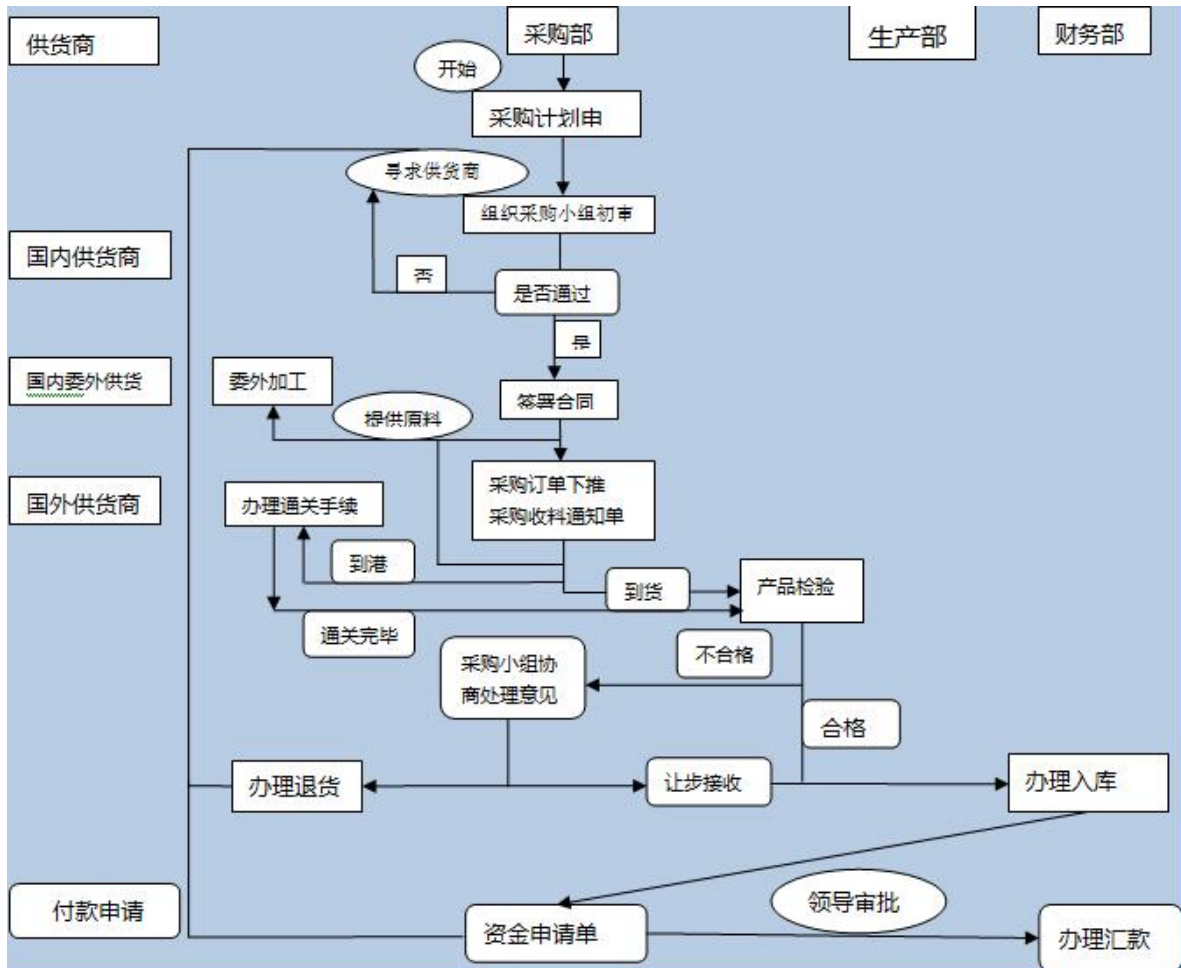 供货商
采购部
生产部
财务部
开始
采购计划申
寻求供货商
组织采购小组初审
国内供货商
否
是否通过
是
国内委外供货
委外加工
签署合同
提供原料
国外供货商
办理通关手续
采购订单下推
采购收料通知单
到港
到货
产品检验
通关完毕
采购小组协
商处理意见
不合格
合格
办理退货
让步接收
办理入库
付款申请
资金申请单
领导审批
办理汇款